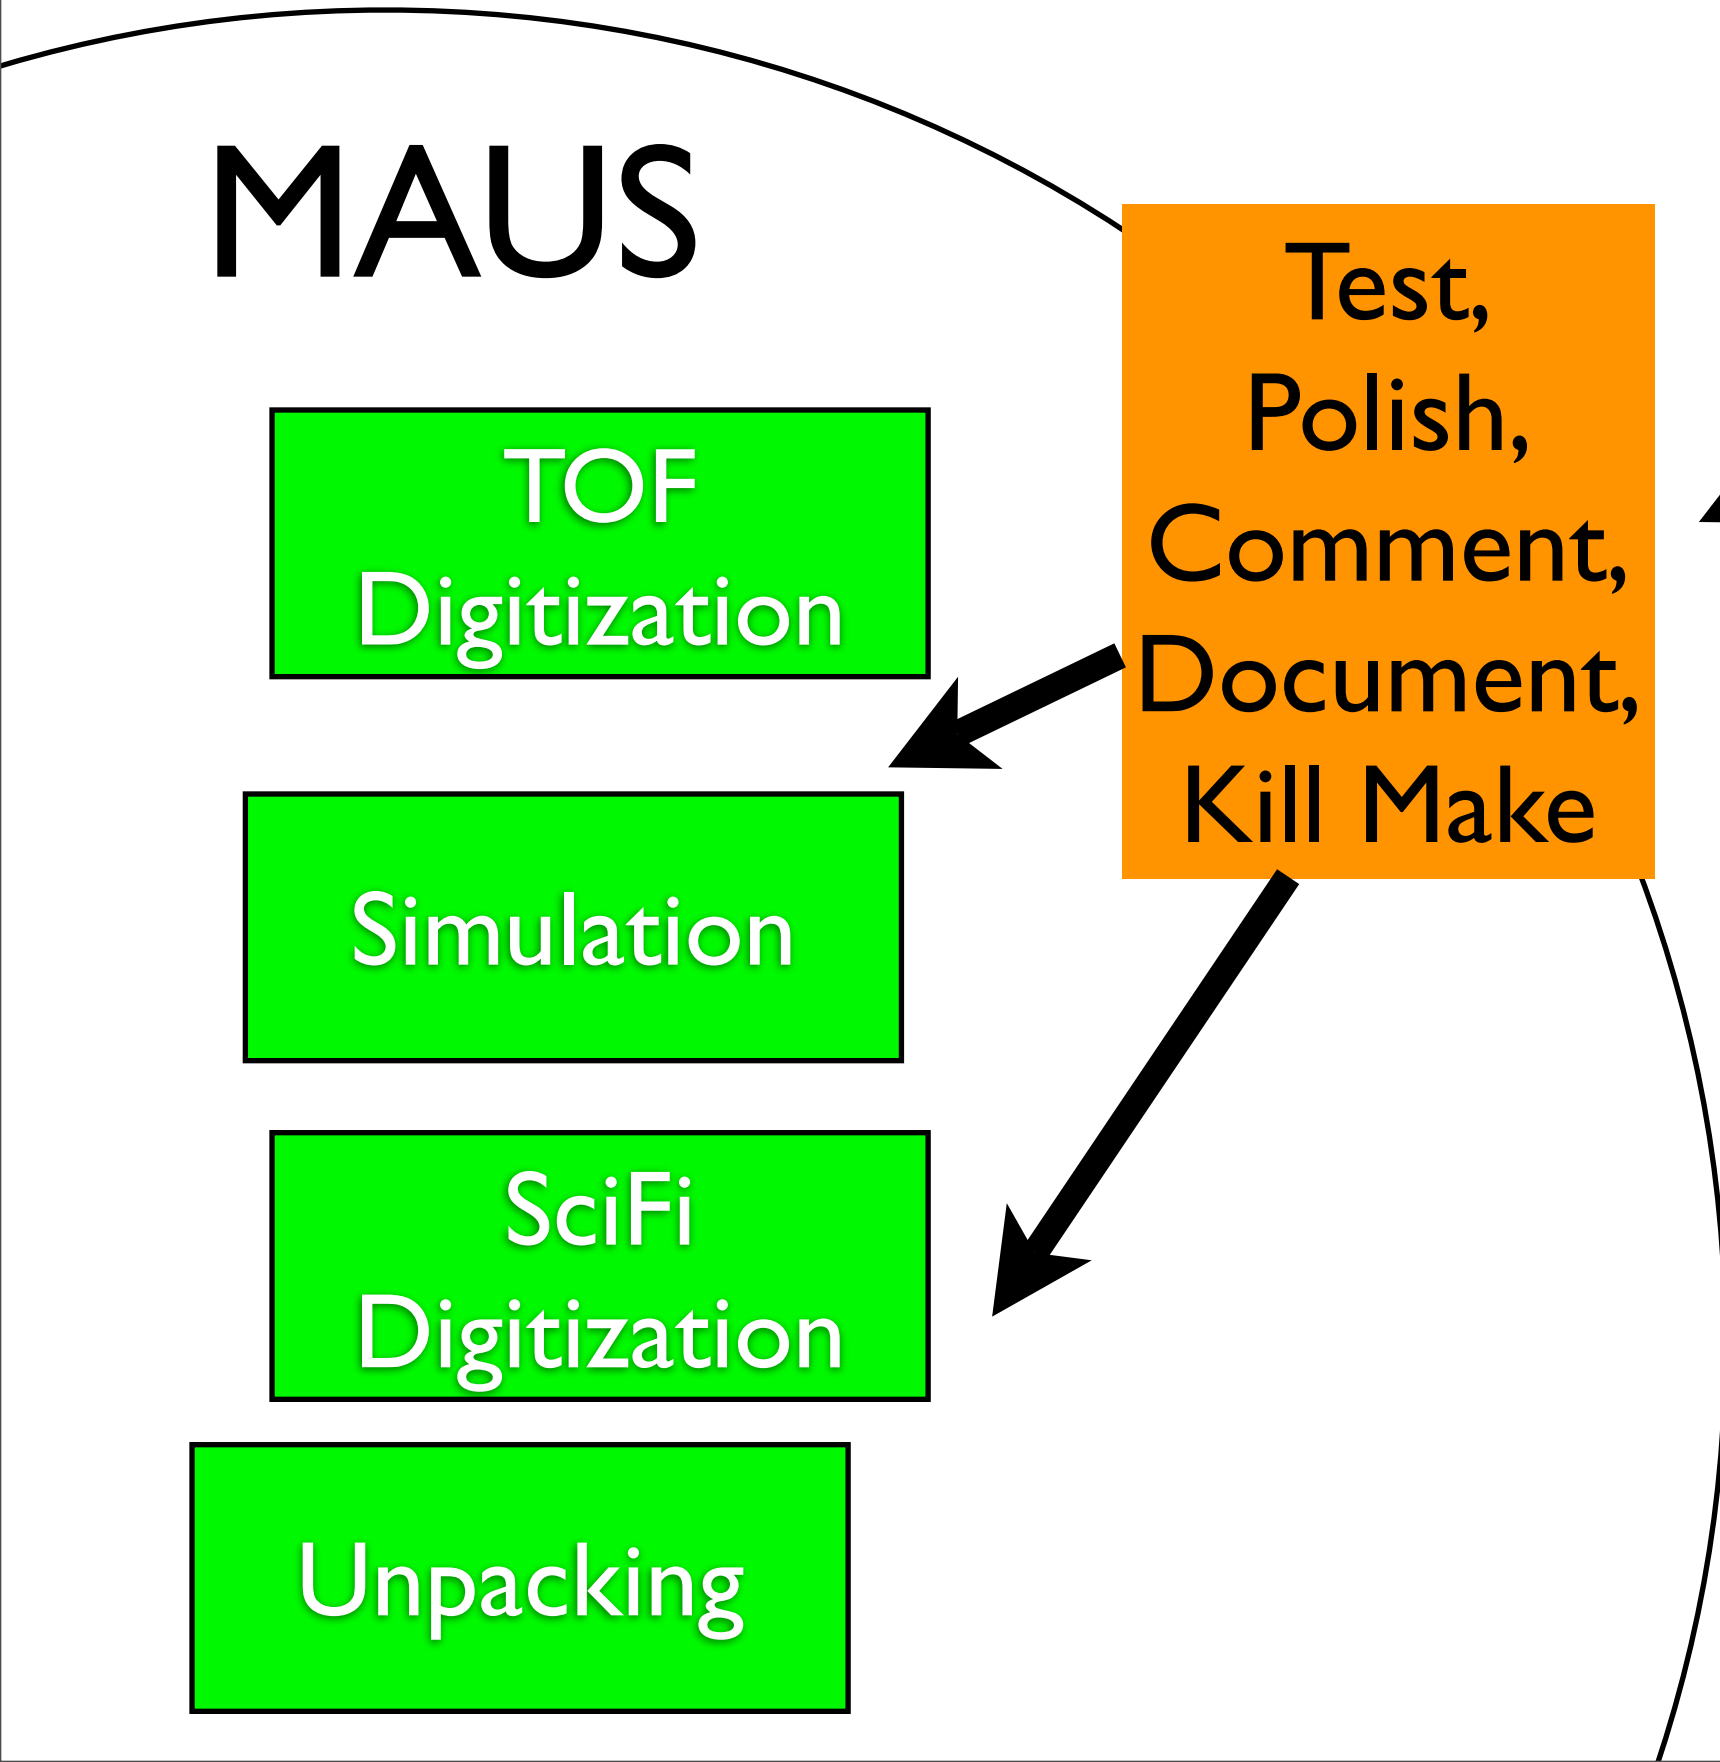 MAUS
TOF
Digitization
Simulation
SciFi
Digitization
Unpacking
Test,
Polish,
Comment,
Document,
Kill Make